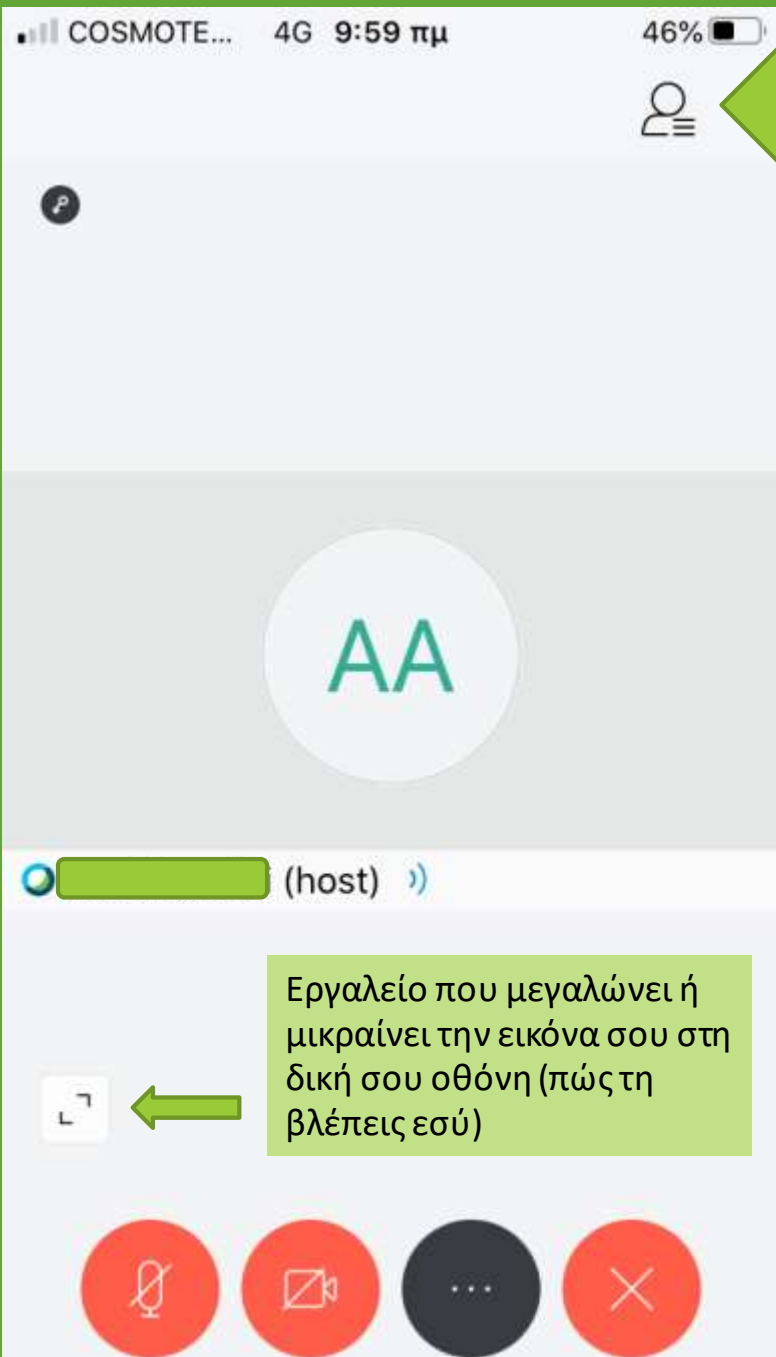 COSMOTE... 4G 9:59 πμ 46%
AA
(host)
Εργαλείο που μεγαλώνει ή
μικραίνει την εικόνα σου στη
δική σου οθόνη (πώς τη
βλέπεις εσύ)